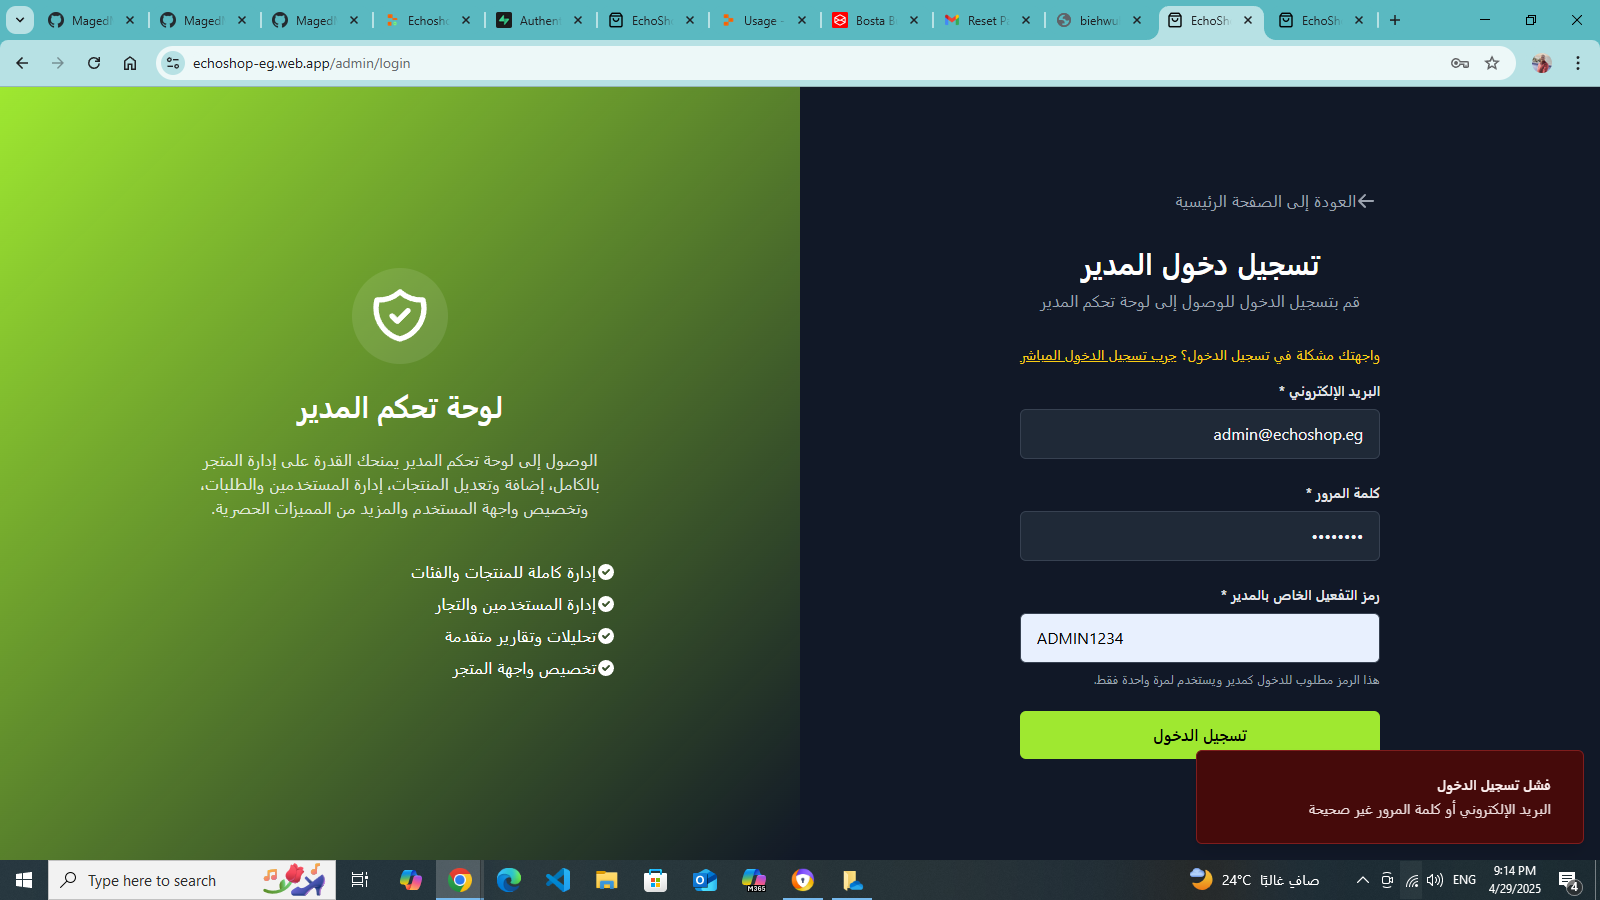 Maged
Maged
Maged
Echosho
Authent
EchoSh
Usage -
Bosta B
Reset P
biehwu
EchoSh
EchoSh
echoshop-eg.web.app/admin/login
العودة إلى الصفحة الرئيسية
تسجيل دخول المدير
قم بتسجيل الدخول للوصول إلى لوحة تحكم المدير
واجهتك مشكلة في تسجيل الدخول؟ جرب تسجيل الدخول المباشر
البريد الإلكتروني *
admin@echoshop.eg
كلمة المرور *
••••••••
رمز التفعيل الخاص بالمدير *
ADMIN1234
هذا الرمز مطلوب للدخول كمدير ويستخدم لمرة واحدة فقط.
تسجيل الدخول
فشل تسجيل الدخول
البريد الإلكتروني أو كلمة المرور غير صحيحة
لوحة تحكم المدير
الوصول إلى لوحة تحكم المدير يمنحك القدرة على إدارة المتجر
بالكامل، إضافة وتعديل المنتجات، إدارة المستخدمين والطلبات،
وتخصيص واجهة المستخدم والمزيد من المميزات الحصرية.
إدارة كاملة للمنتجات والفئات
إدارة المستخدمين والتجار
تحليلات وتقارير متقدمة
تخصيص واجهة المتجر
Type here to search
M365
24°C صافٍ غالبًا
ENG
9:14 PM
4/29/2025
4